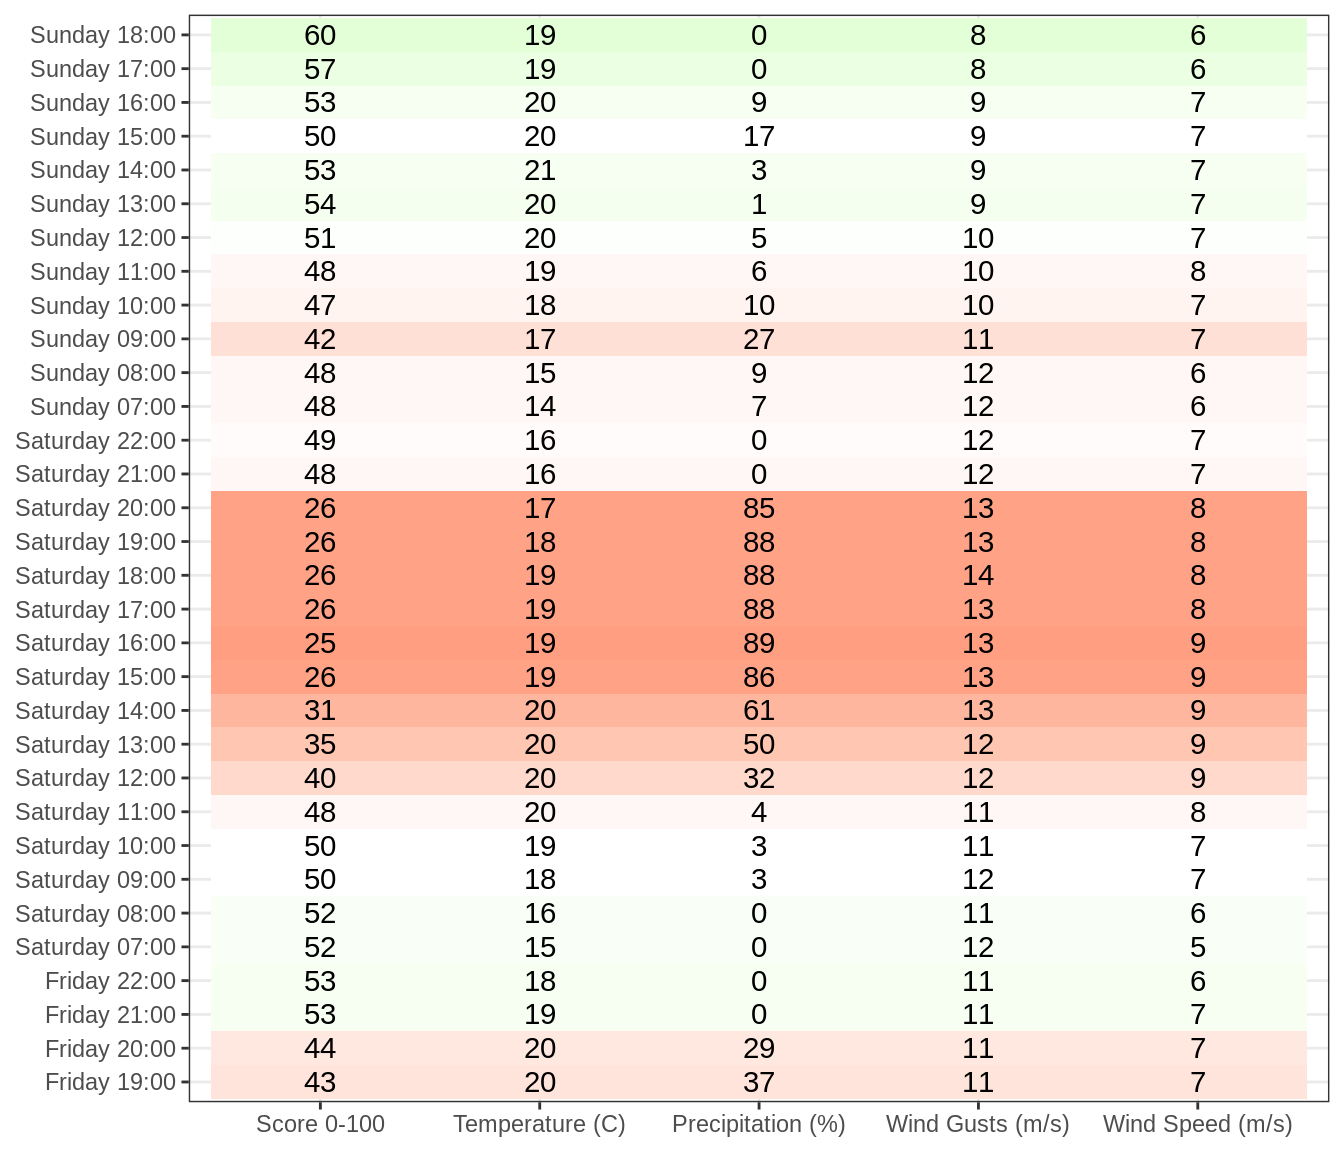 Sunday 18:00 60 19 0 8 6
Sunday 17:00 57 19 0 8 6
Sunday 16:00 53 20 9 9 7
Sunday 15:00 50 20 17 9 7
Sunday 14:00 53 21 3 9 7
Sunday 13:00 54 20 1 9 7
Sunday 12:00 51 20 5 10 7
Sunday 11:00 48 19 6 10 8
Sunday 10:00 47 18 10 10 7
Sunday 09:00 42 17 27 11 7
Sunday 08:00 48 15 9 12 6
Sunday 07:00 48 14 7 12 6
Saturday 22:00 49 16 0 12 7
Saturday 21:00 48 16 0 12 7
Saturday 20:00 26 17 85 13 8
Saturday 19:00 26 18 88 13 8
Saturday 18:00 26 19 88 14 8
Saturday 17:00 26 19 88 13 8
Saturday 16:00 25 19 89 13 9
Saturday 15:00 26 19 86 13 9
Saturday 14:00 31 20 61 13 9
Saturday 13:00 35 20 50 12 9
Saturday 12:00 40 20 32 12 9
Saturday 11:00 48 20 4 11 8
Saturday 10:00 50 19 3 11 7
Saturday 09:00 50 18 3 12 7
Saturday 08:00 52 16 0 11 6
Saturday 07:00 52 15 0 12 5
Friday 22:00 53 18 0 11 6
Friday 21:00 53 19 0 11 7
Friday 20:00 44 20 29 11 7
Friday 19:00 43 20 37 11 7
Score 0-100 Temperature (C) Precipitation (%) Wind Gusts (m/s) Wind Speed (m/s)